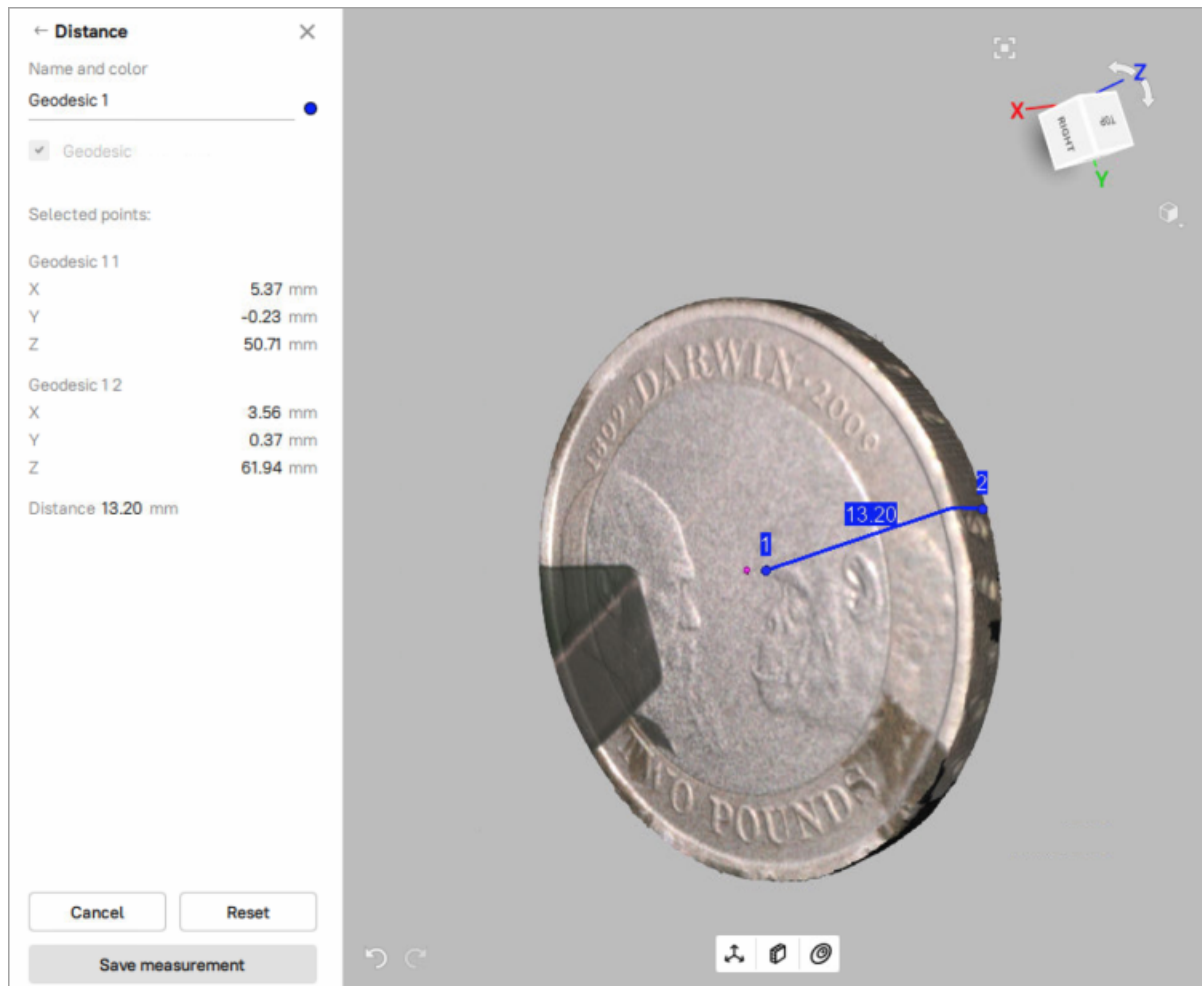 Distance
Name and color
Geodesic 1
Geodesic
Selected points:
Geodesic 1 1
X 5.37 mm
Y -0.23 mm
Z 50.71 mm
Geodesic 1 2
X 3.56 mm
Y 0.37 mm
Z 61.94 mm
Distance 13.20 mm
Cancel Reset
Save measurement
Z
X
RIGHT TOP
Y
1809·DARWIN·2009
2
13.20
1
TWO POUNDS